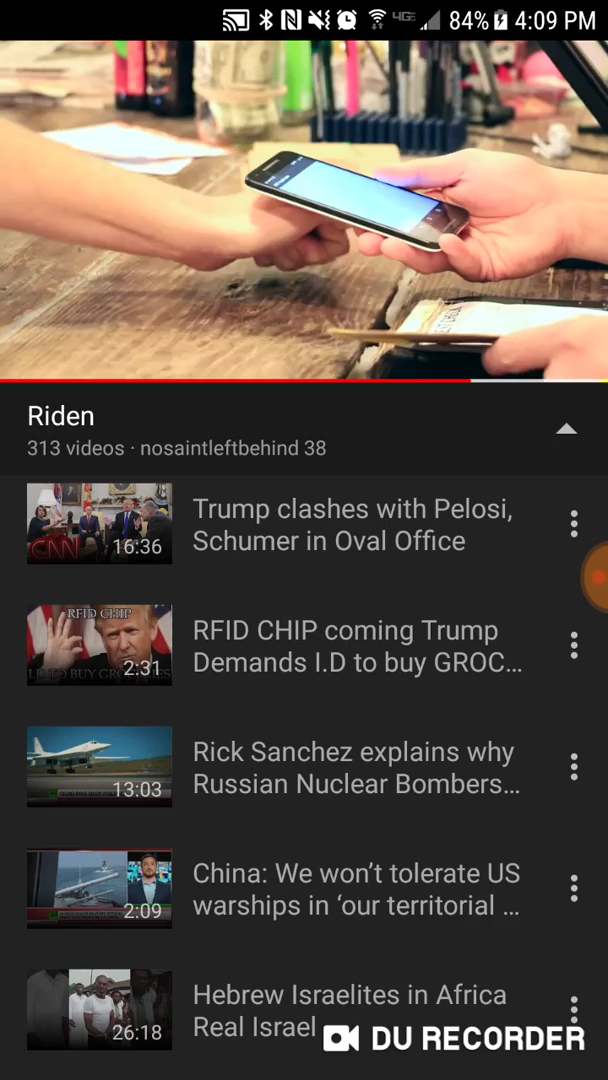 84% 4:09 PM
Riden
313 videos · nosaintleftbehind 38
CNN
16:36
Trump clashes with Pelosi,
Schumer in Oval Office
RFID CHIP
2:31
RFID CHIP coming Trump
Demands I.D to buy GROC...
13:03
Rick Sanchez explains why
Russian Nuclear Bombers...
2:09
China: We won’t tolerate US
warships in ‘our territorial ...
26:18
Hebrew Israelites in Africa
Real Israel
DU RECORDER